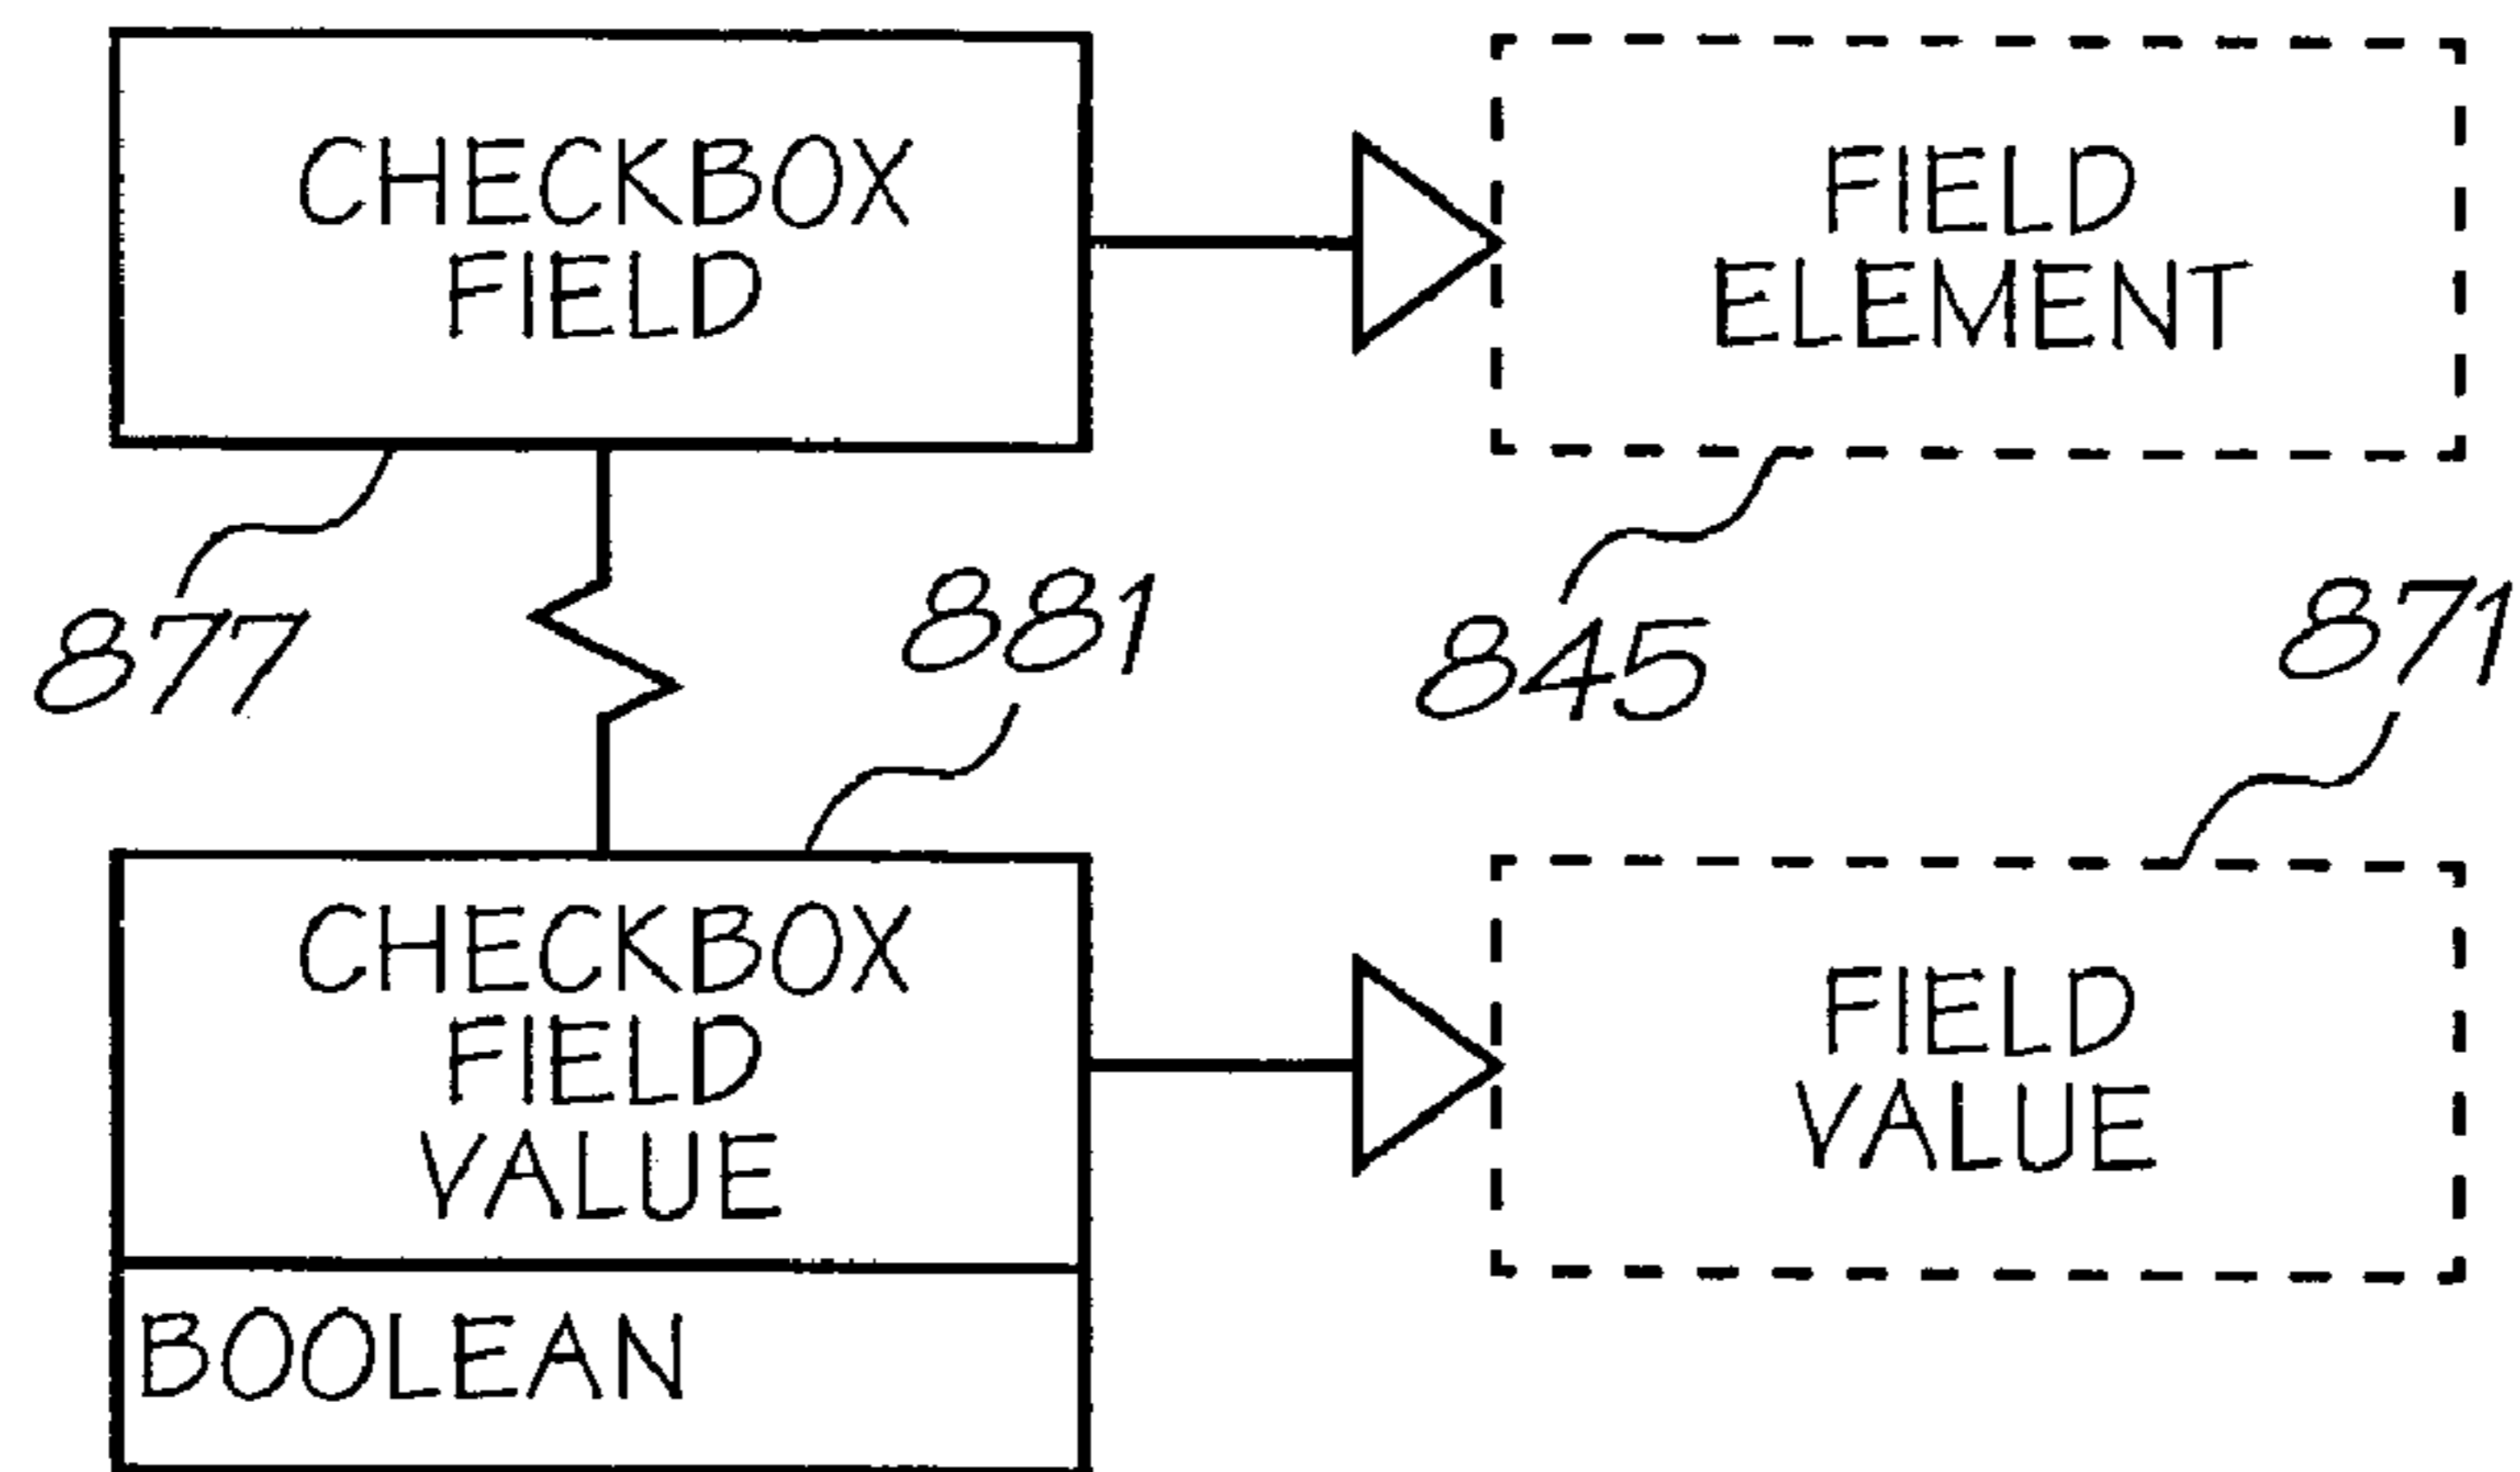 CHECKBOX
FIELD
FIELD
ELEMENT
877
881
845
871
CHECKBOX
FIELD
VALUE
FIELD
VALUE
BOOLEAN